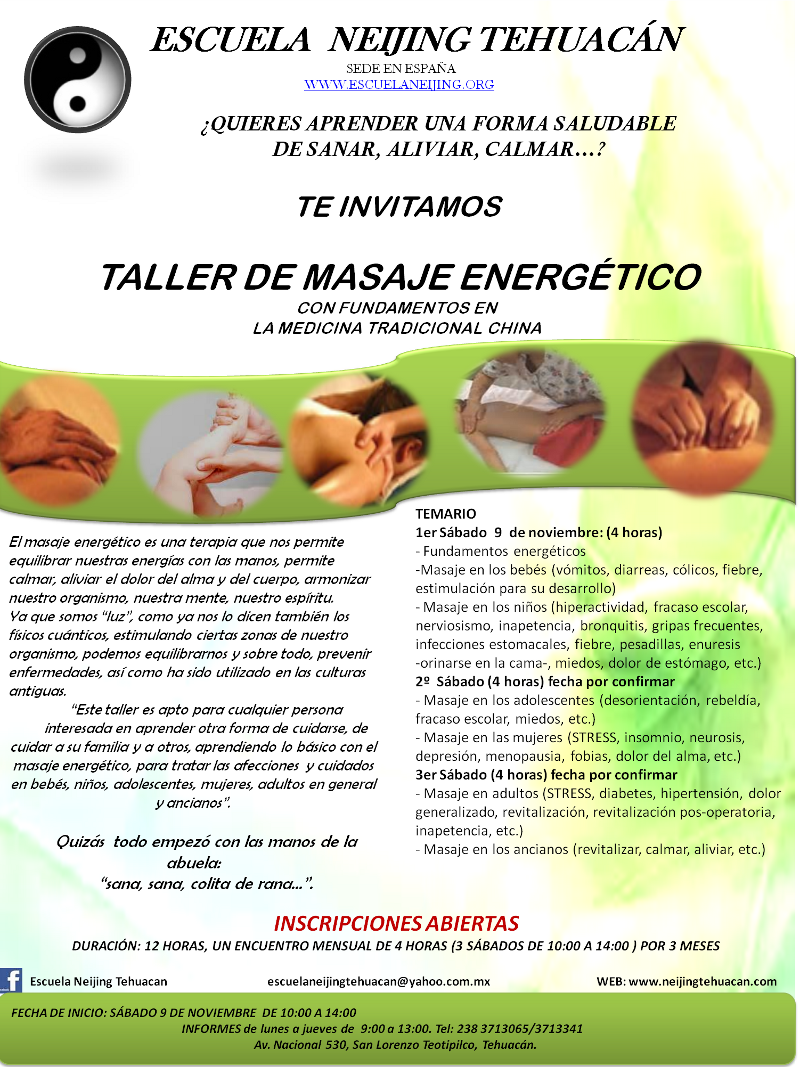 ESCUELA NEIJING TEHUACÁN
SEDE EN ESPAÑA
WWW.ESCUELANEIJING.ORG
¿QUIERES APRENDER UNA FORMA SALUDABLE
DE SANAR, ALIVIAR, CALMAR...?
TE INVITAMOS
TALLER DE MASAJE ENERGÉTICO
CON FUNDAMENTOS EN
LA MEDICINA TRADICIONAL CHINA
El masaje energético es una terapia que nos permite
equilibrar nuestras energías con las manos, permite
calmar, aliviar el dolor del alma y del cuerpo, armonizar
nuestro organismo, nuestra mente, nuestro espíritu.
Ya que somos “luz”, como ya nos lo dicen también los
físicos cuánticos, estimulando ciertas zonas de nuestro
organismo, podemos equilibrarnos y sobre todo, prevenir
enfermedades, así como ha sido utilizado en las culturas
antiguas.
“Este taller es apto para cualquier persona
interesada en aprender otra forma de cuidarse, de
cuidar a su familia y a otros, aprendiendo lo básico con el
masaje energético, para tratar las afecciones y cuidados
en bebés, niños, adolescentes, mujeres, adultos en general
y ancianos”.
Quizás todo empezó con las manos de la
abuela:
“sana, sana, colita de rana...”.
TEMARIO
1er Sábado 9 de noviembre: (4 horas)
- Fundamentos energéticos
-Masaje en los bebés (vómitos, diarreas, cólicos, fiebre,
estimulación para su desarrollo)
- Masaje en los niños (hiperactividad, fracaso escolar,
nerviosismo, inapetencia, bronquitis, gripas frecuentes,
infecciones estomacales, fiebre, pesadillas, enuresis
-orinarse en la cama-, miedos, dolor de estómago, etc.)
2º Sábado (4 horas) fecha por confirmar
- Masaje en los adolescentes (desorientación, rebeldía,
fracaso escolar, miedos, etc.)
- Masaje en las mujeres (STRESS, insomnio, neurosis,
depresión, menopausia, fobias, dolor del alma, etc.)
3er Sábado (4 horas) fecha por confirmar
- Masaje en adultos (STRESS, diabetes, hipertensión, dolor
generalizado, revitalización, revitalización pos-operatoria,
inapetencia, etc.)
- Masaje en los ancianos (revitalizar, calmar, aliviar, etc.)
INSCRIPCIONES ABIERTAS
DURACIÓN: 12 HORAS, UN ENCUENTRO MENSUAL DE 4 HORAS (3 SÁBADOS DE 10:00 A 14:00 ) POR 3 MESES
f Escuela Neijing Tehuacan escuelaneijingtehuacan@yahoo.com.mx WEB: www.neijingtehuacan.com
FECHA DE INICIO: SÁBADO 9 DE NOVIEMBRE DE 10:00 A 14:00
INFORMES de lunes a jueves de 9:00 a 13:00. Tel: 238 3713065/3713341
Av. Nacional 530, San Lorenzo Teotipilco, Tehuacán.